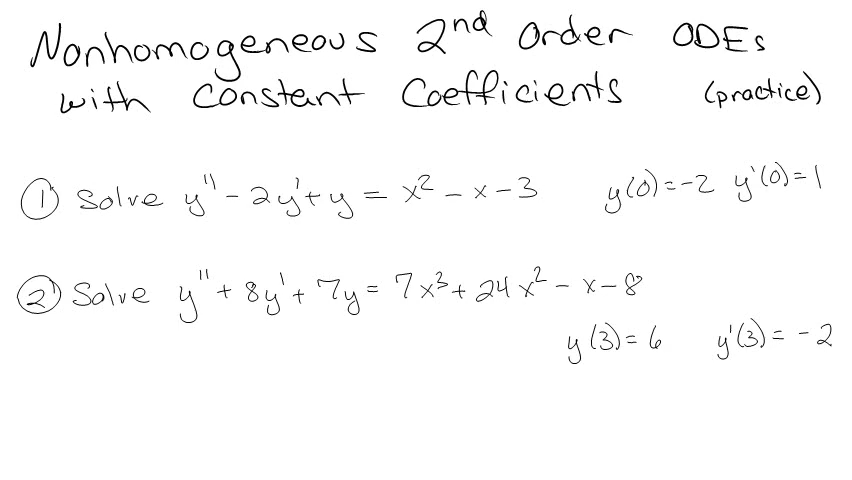 Nonhomogeneous 2nd Order ODEs
with Constant Coefficients (practice)
① Solve y'' - 2y' + y = x² - x - 3 y(0) = -2 y'(0) = 1
② Solve y'' + 8y' + 7y = 7x³ + 24x² - x - 8
y(3) = 6 y'(3) = -2